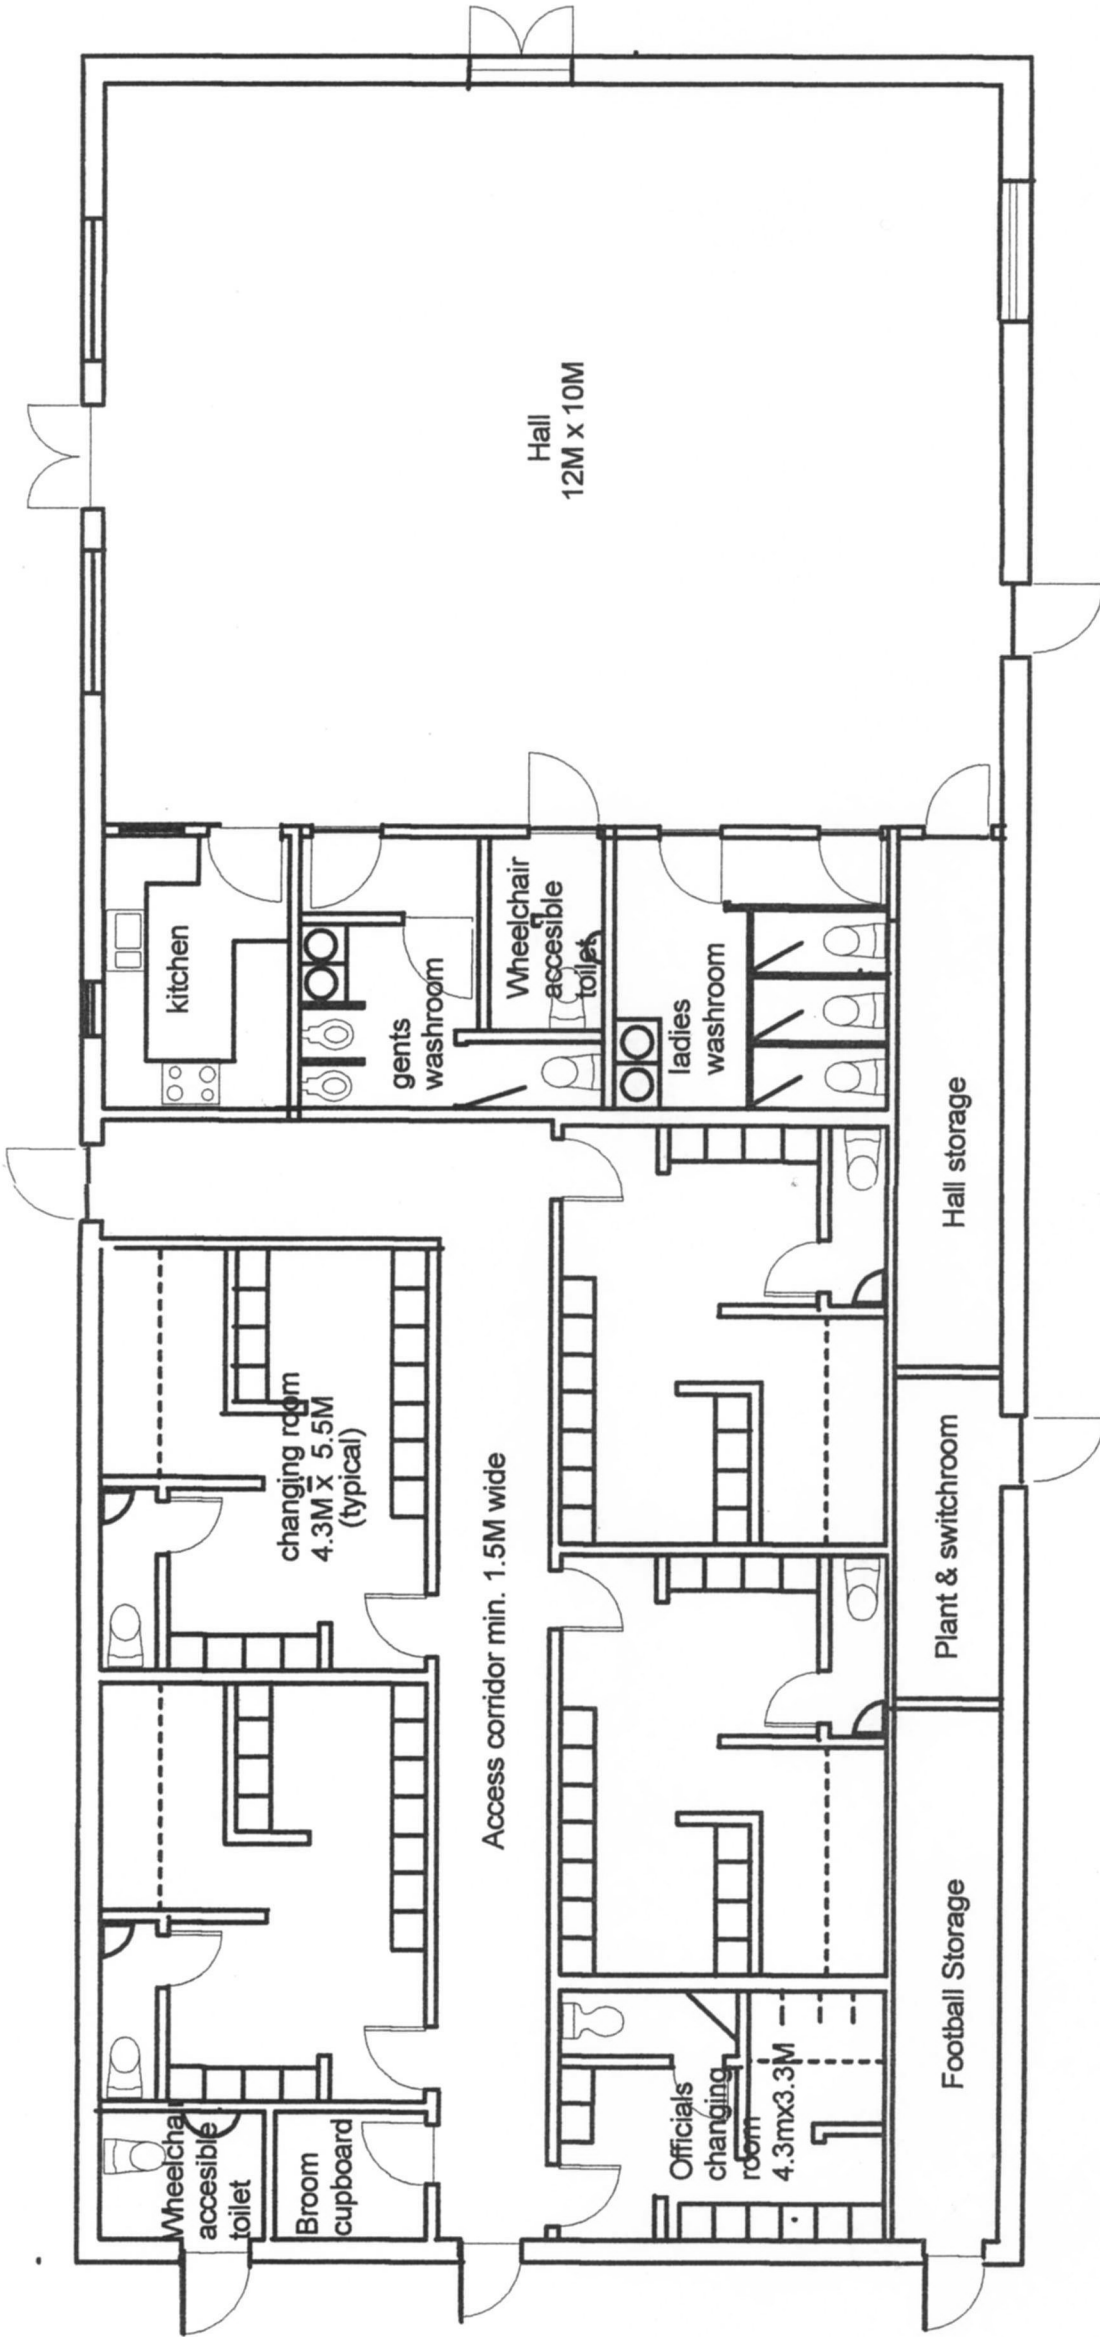 Hall
12M x 10M
kitchen
gents
washroom
Wheelchair
accesible
toilet
ladies
washroom
Hall storage
changing room
4.3M x 5.5M
(typical)
Access corridor min. 1.5M wide
Plant & switchroom
Wheelchai
accesible
toilet
Broom
cupboard
Officials
changing
room
4.3mx3.3M
Football Storage